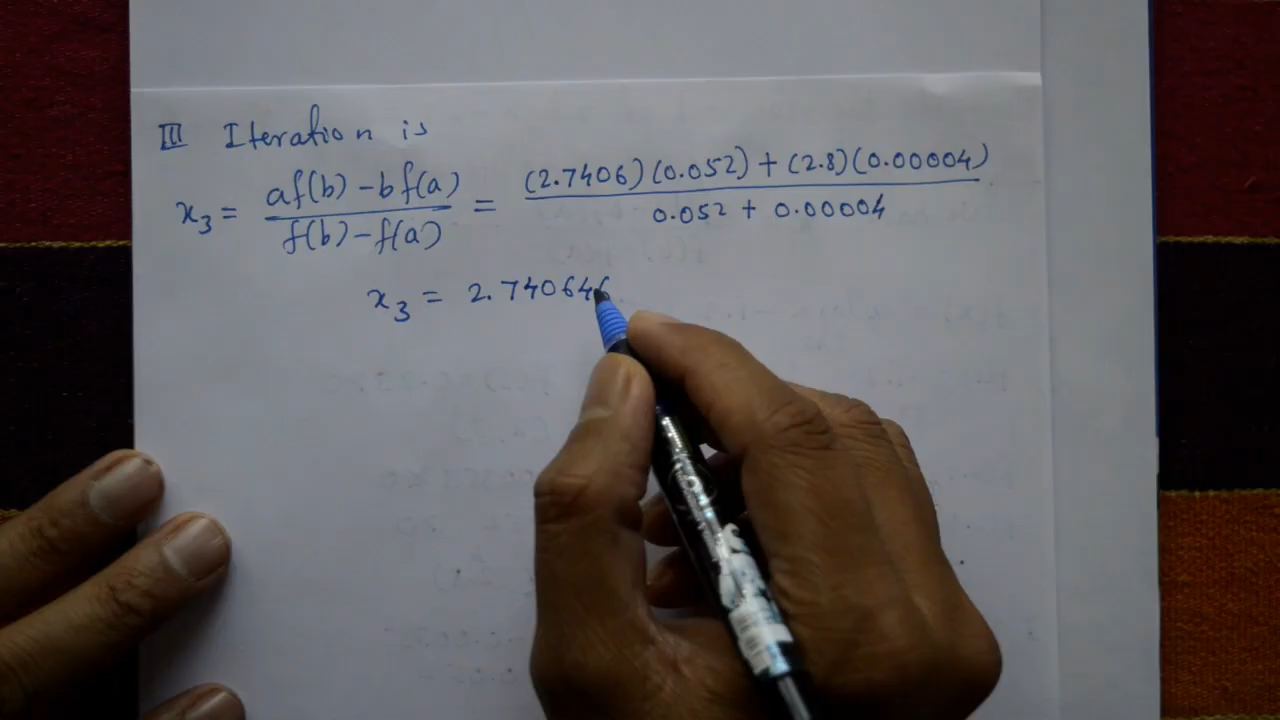 III Iteration is
x₃ = af(b) - bf(a) / f(b) - f(a) = (2.7406)(0.052) + (2.8)(0.00004) / 0.052 + 0.00004
x₃ = 2.740646